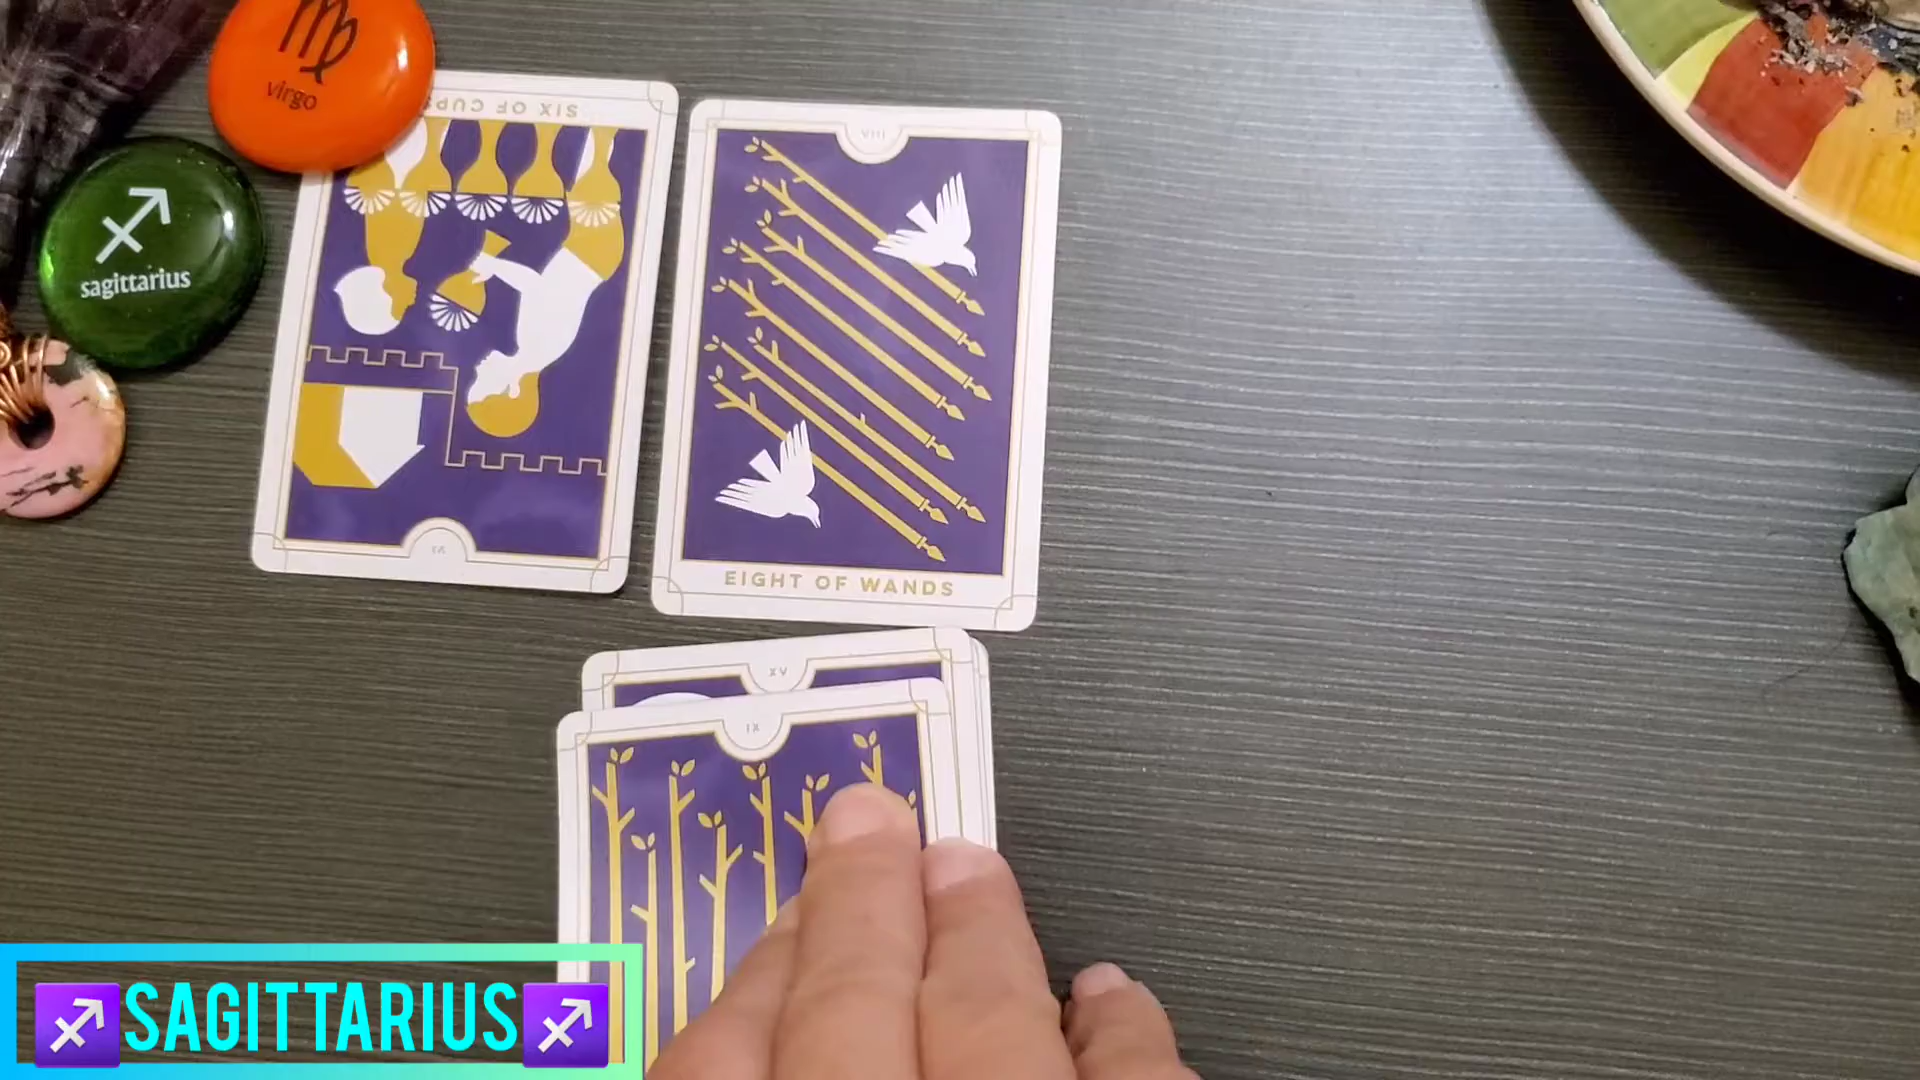 virgo
SIX OF CUPS
VIII
sagittarius
VI
EIGHT OF WANDS
XV
IX
SAGITTARIUS